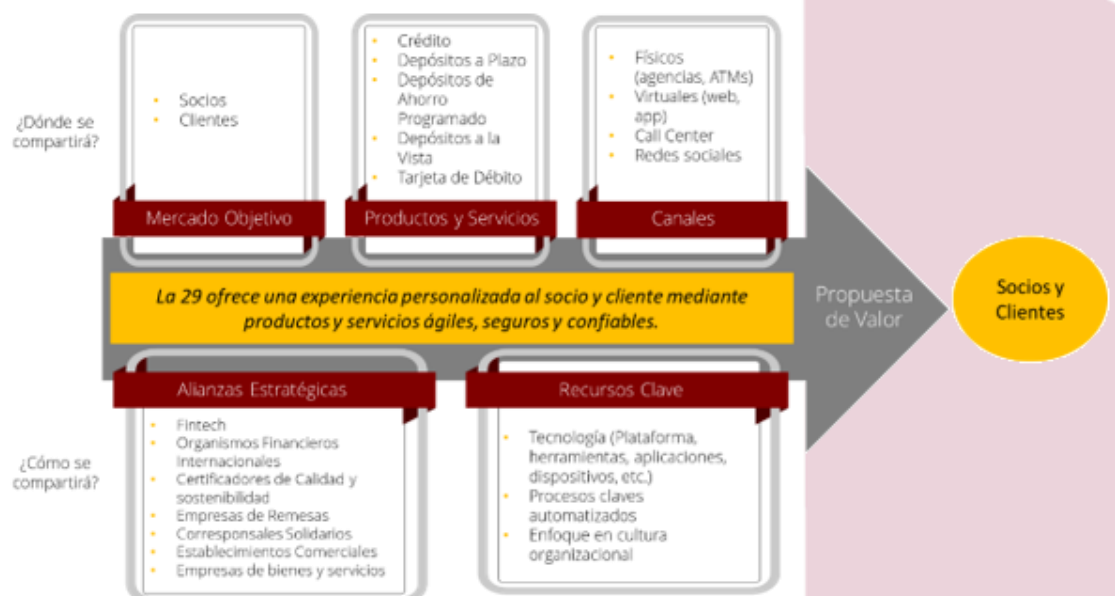 ¿Dónde se
compartirá?
• Socios
• Clientes
Mercado Objetivo
• Crédito
• Depósitos a Plazo
• Depósitos de
Ahorro
Programado
• Depósitos a la
Vista
• Tarjeta de Débito
Productos y Servicios
• Físicos
(agencias, ATMs)
• Virtuales (web,
app)
• Call Center
• Redes sociales
Canales
La 29 ofrece una experiencia personalizada al socio y cliente mediante
productos y servicios ágiles, seguros y confiables.
Propuesta
de Valor
Socios y
Clientes
¿Cómo se
compartirá?
Alianzas Estratégicas
• Fintech
• Organismos Financieros
Internacionales
• Certificadores de Calidad y
sostenibilidad
• Empresas de Remesas
• Corresponsales Solidarios
• Establecimientos Comerciales
• Empresas de bienes y servicios
Recursos Clave
• Tecnología (Plataforma,
herramientas, aplicaciones,
dispositivos, etc.)
• Procesos claves
automatizados
• Enfoque en cultura
organizacional